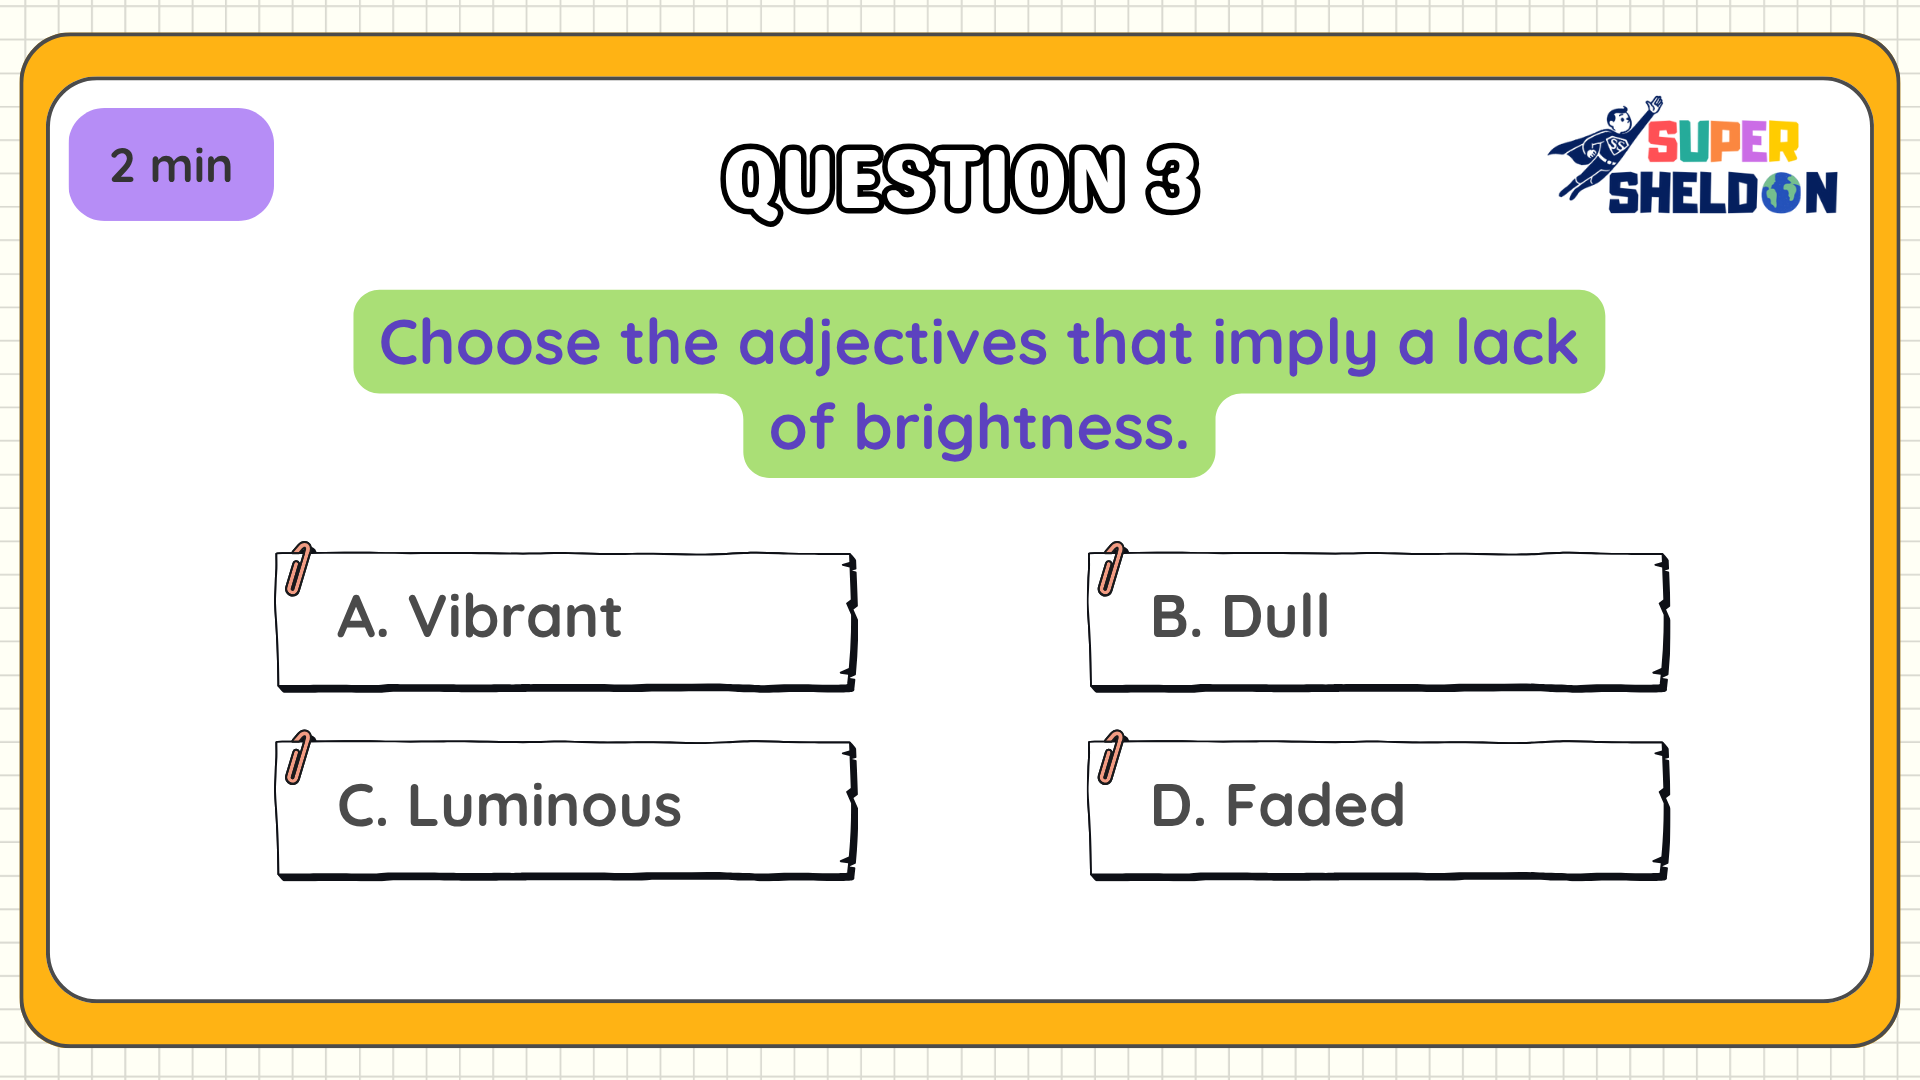 2 min
QUESTION 3
SUPER
SHELDON
Choose the adjectives that imply a lack
of brightness.
A. Vibrant
B. Dull
C. Luminous
D. Faded